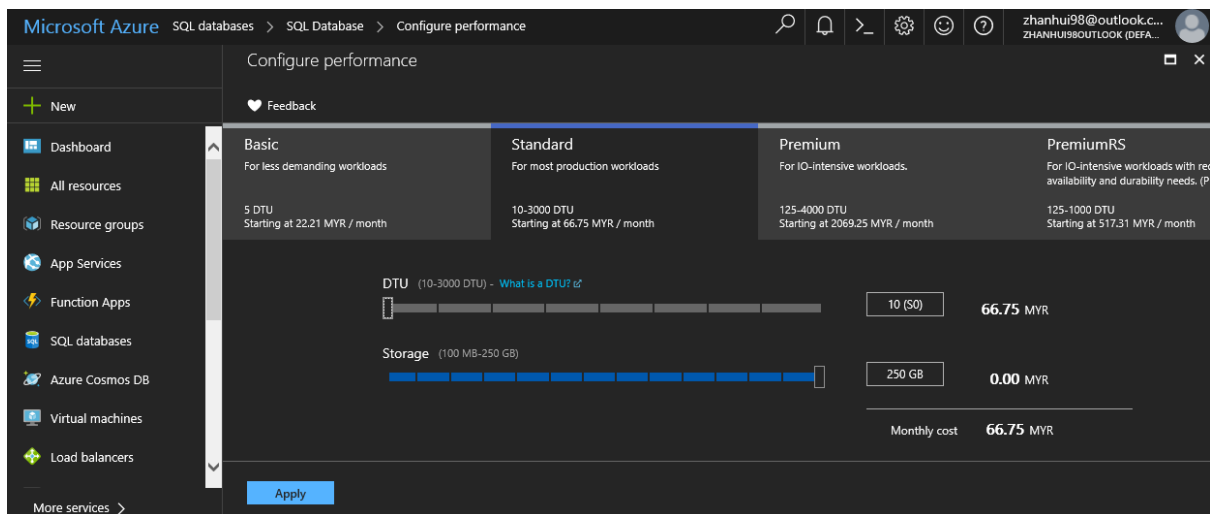 Microsoft Azure SQL databases > SQL Database > Configure performance
zhanhui98@outlook.c...
ZHANHUI98OUTLOOK (DEFA...
Configure performance
New
Feedback
Dashboard
All resources
Resource groups
App Services
Function Apps
SQL databases
Azure Cosmos DB
Virtual machines
Load balancers
More services >
Basic
For less demanding workloads
5 DTU
Starting at 22.21 MYR / month
Standard
For most production workloads
10-3000 DTU
Starting at 66.75 MYR / month
Premium
For IO-intensive workloads.
125-4000 DTU
Starting at 2069.25 MYR / month
PremiumRS
For IO-intensive workloads with rec
availability and durability needs. (P
125-1000 DTU
Starting at 517.31 MYR / month
DTU (10-3000 DTU) - What is a DTU?
10 (S0) 66.75 MYR
Storage (100 MB-250 GB)
250 GB 0.00 MYR
Monthly cost 66.75 MYR
Apply